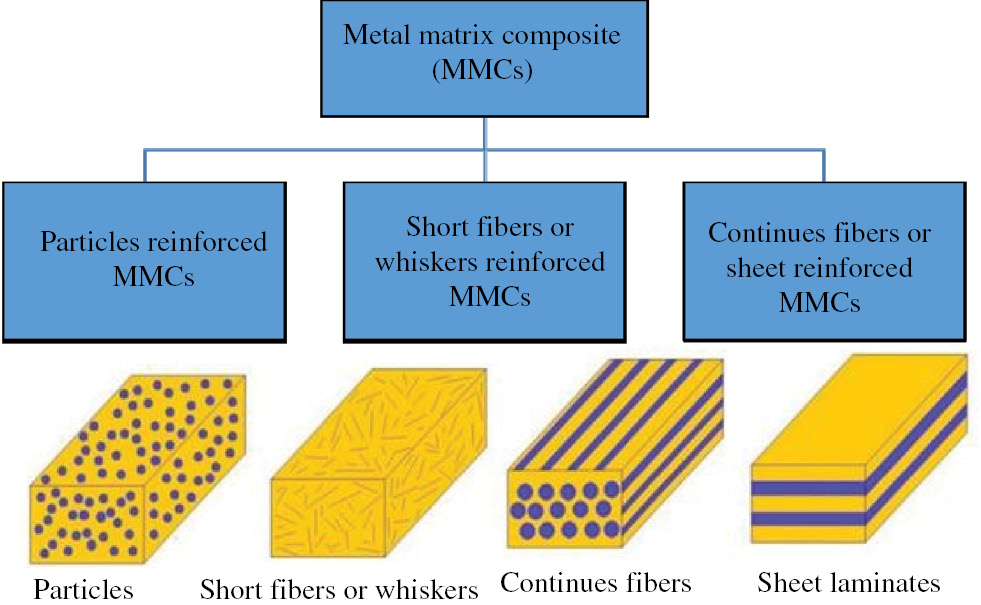 Metal matrix composite
(MMCs)
Particles reinforced
MMCs
Short fibers or
whiskers reinforced
MMCs
Continues fibers or
sheet reinforced
MMCs
Particles
Short fibers or whiskers
Continues fibers
Sheet laminates